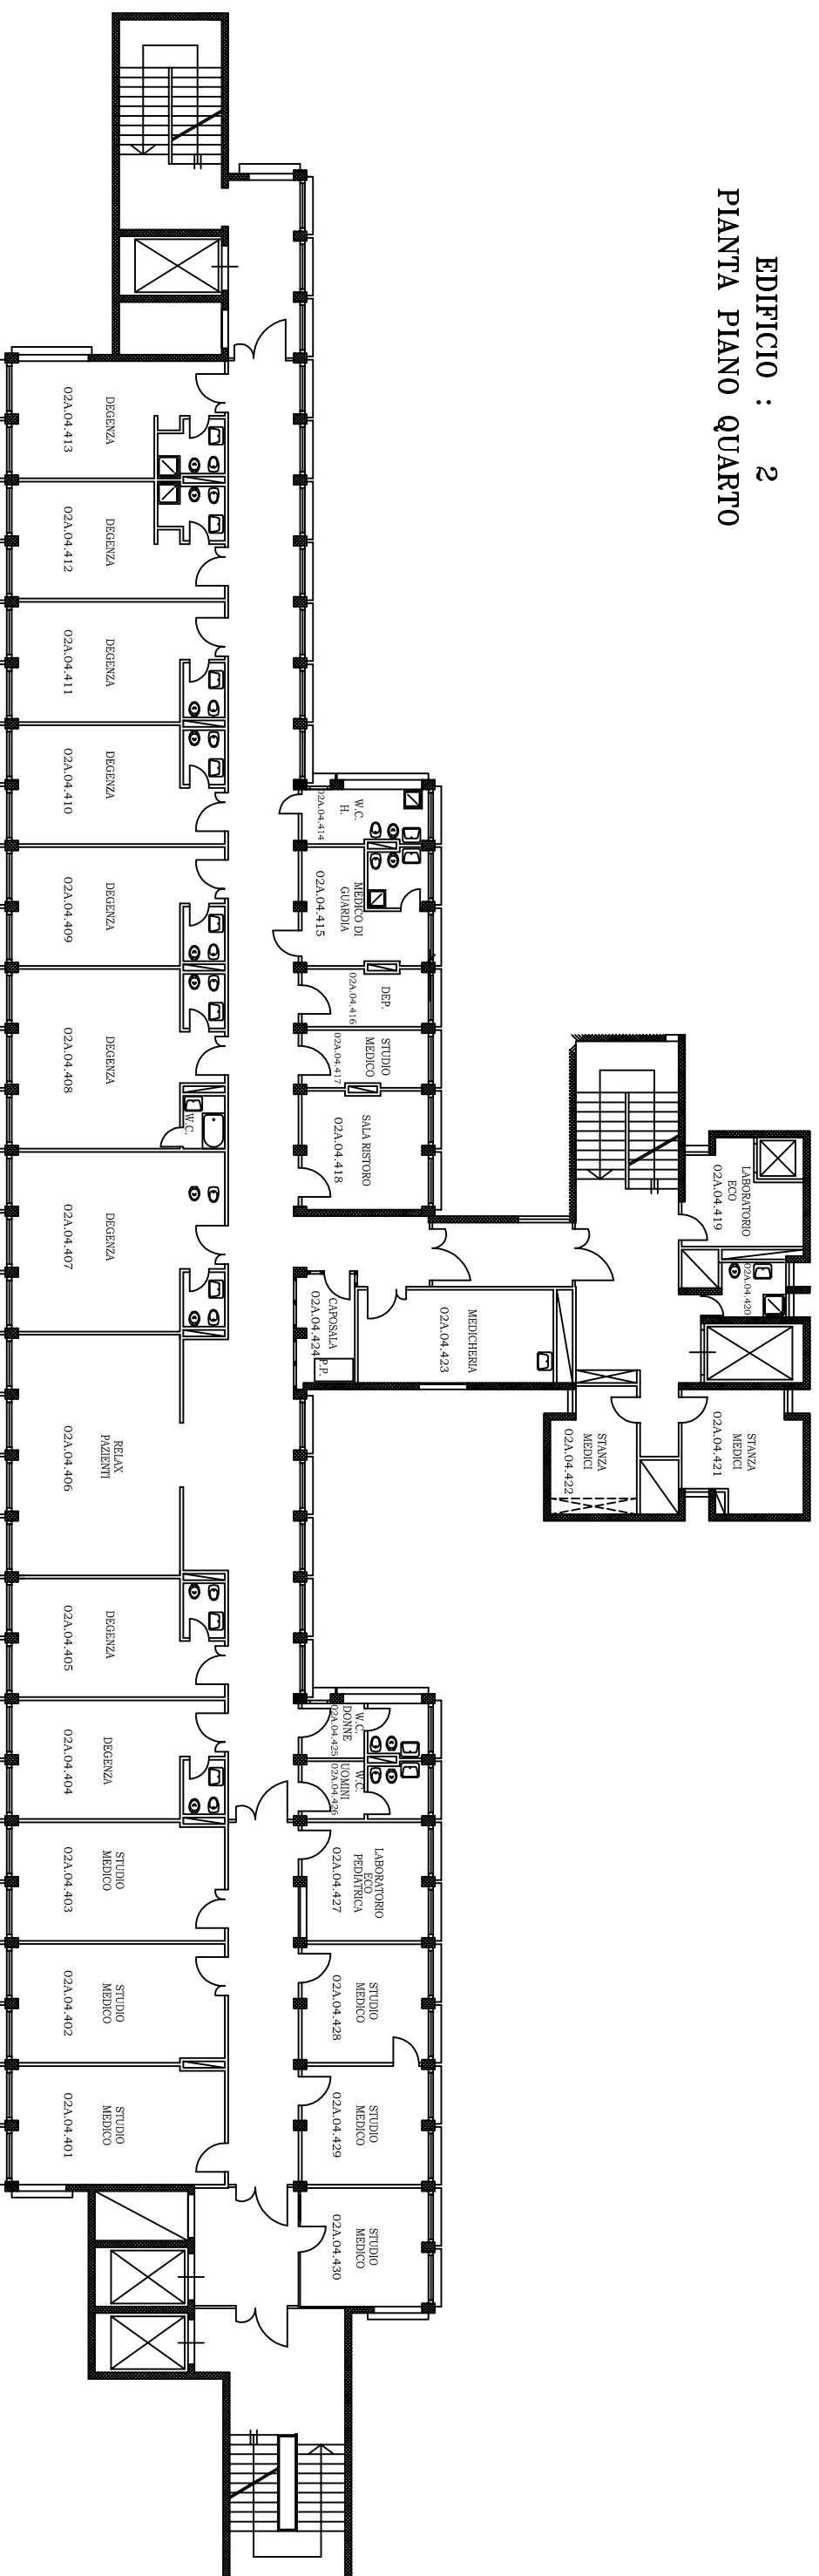 EDIFICIO : 2
PIANTA PIANO QUARTO
DEGENZA
02A.04.413
DEGENZA
02A.04.412
DEGENZA
02A.04.411
DEGENZA
02A.04.410
DEGENZA
02A.04.409
DEGENZA
02A.04.408
W.C.
DEGENZA
02A.04.407
RELAX
PAZIENTI
02A.04.406
DEGENZA
02A.04.405
DEGENZA
02A.04.404
STUDIO
MEDICO
02A.04.403
STUDIO
MEDICO
02A.04.402
STUDIO
MEDICO
02A.04.401
W.C.
H.
02A.04.414
MEDICO DI
GUARDIA
02A.04.415
DEP.
02A.04.416
STUDIO
MEDICO
02A.04.417
SALA RISTORO
02A.04.418
LABORATORIO
ECO
02A.04.419
02A.04.420
STANZA
MEDICI
02A.04.421
STANZA
MEDICI
02A.04.422
MEDICHERIA
02A.04.423
CAPOSALA
02A.04.424
P.P.
W.C.
DONNE
02A.04.425
W.C.
UOMINI
02A.04.426
LABORATORIO
ECO
PEDIATRICA
02A.04.427
STUDIO
MEDICO
02A.04.428
STUDIO
MEDICO
02A.04.429
STUDIO
MEDICO
02A.04.430